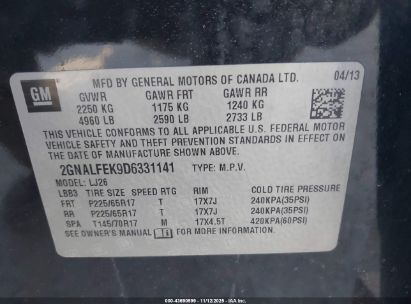 GM
MFD BY GENERAL MOTORS OF CANADA LTD.
04/13
GVWR GAWR FRT GAWR RR
2250 KG 1175 KG 1240 KG
4960 LB 2590 LB 2733 LB
THIS VEHICLE CONFORMS TO ALL APPLICABLE U.S. FEDERAL MOTOR
VEHICLE SAFETY AND THEFT PREVENTION STANDARDS IN EFFECT ON THE
DATE OF MANUFACTURE SHOWN ABOVE.
2GNALFEK9D6331141 TYPE: M.P.V.
MODEL: LJ26
LBB3 TIRE SIZE SPEED RTG RIM COLD TIRE PRESSURE
FRT P225/65R17 T 17X7J 240KPA(35PSI)
RR P225/65R17 T 17X7J 240KPA(35PSI)
SPA T145/70R17 M 17X4.5T 420KPA(60PSI)
SEE OWNER'S MANUAL FOR MORE INFORMATION.